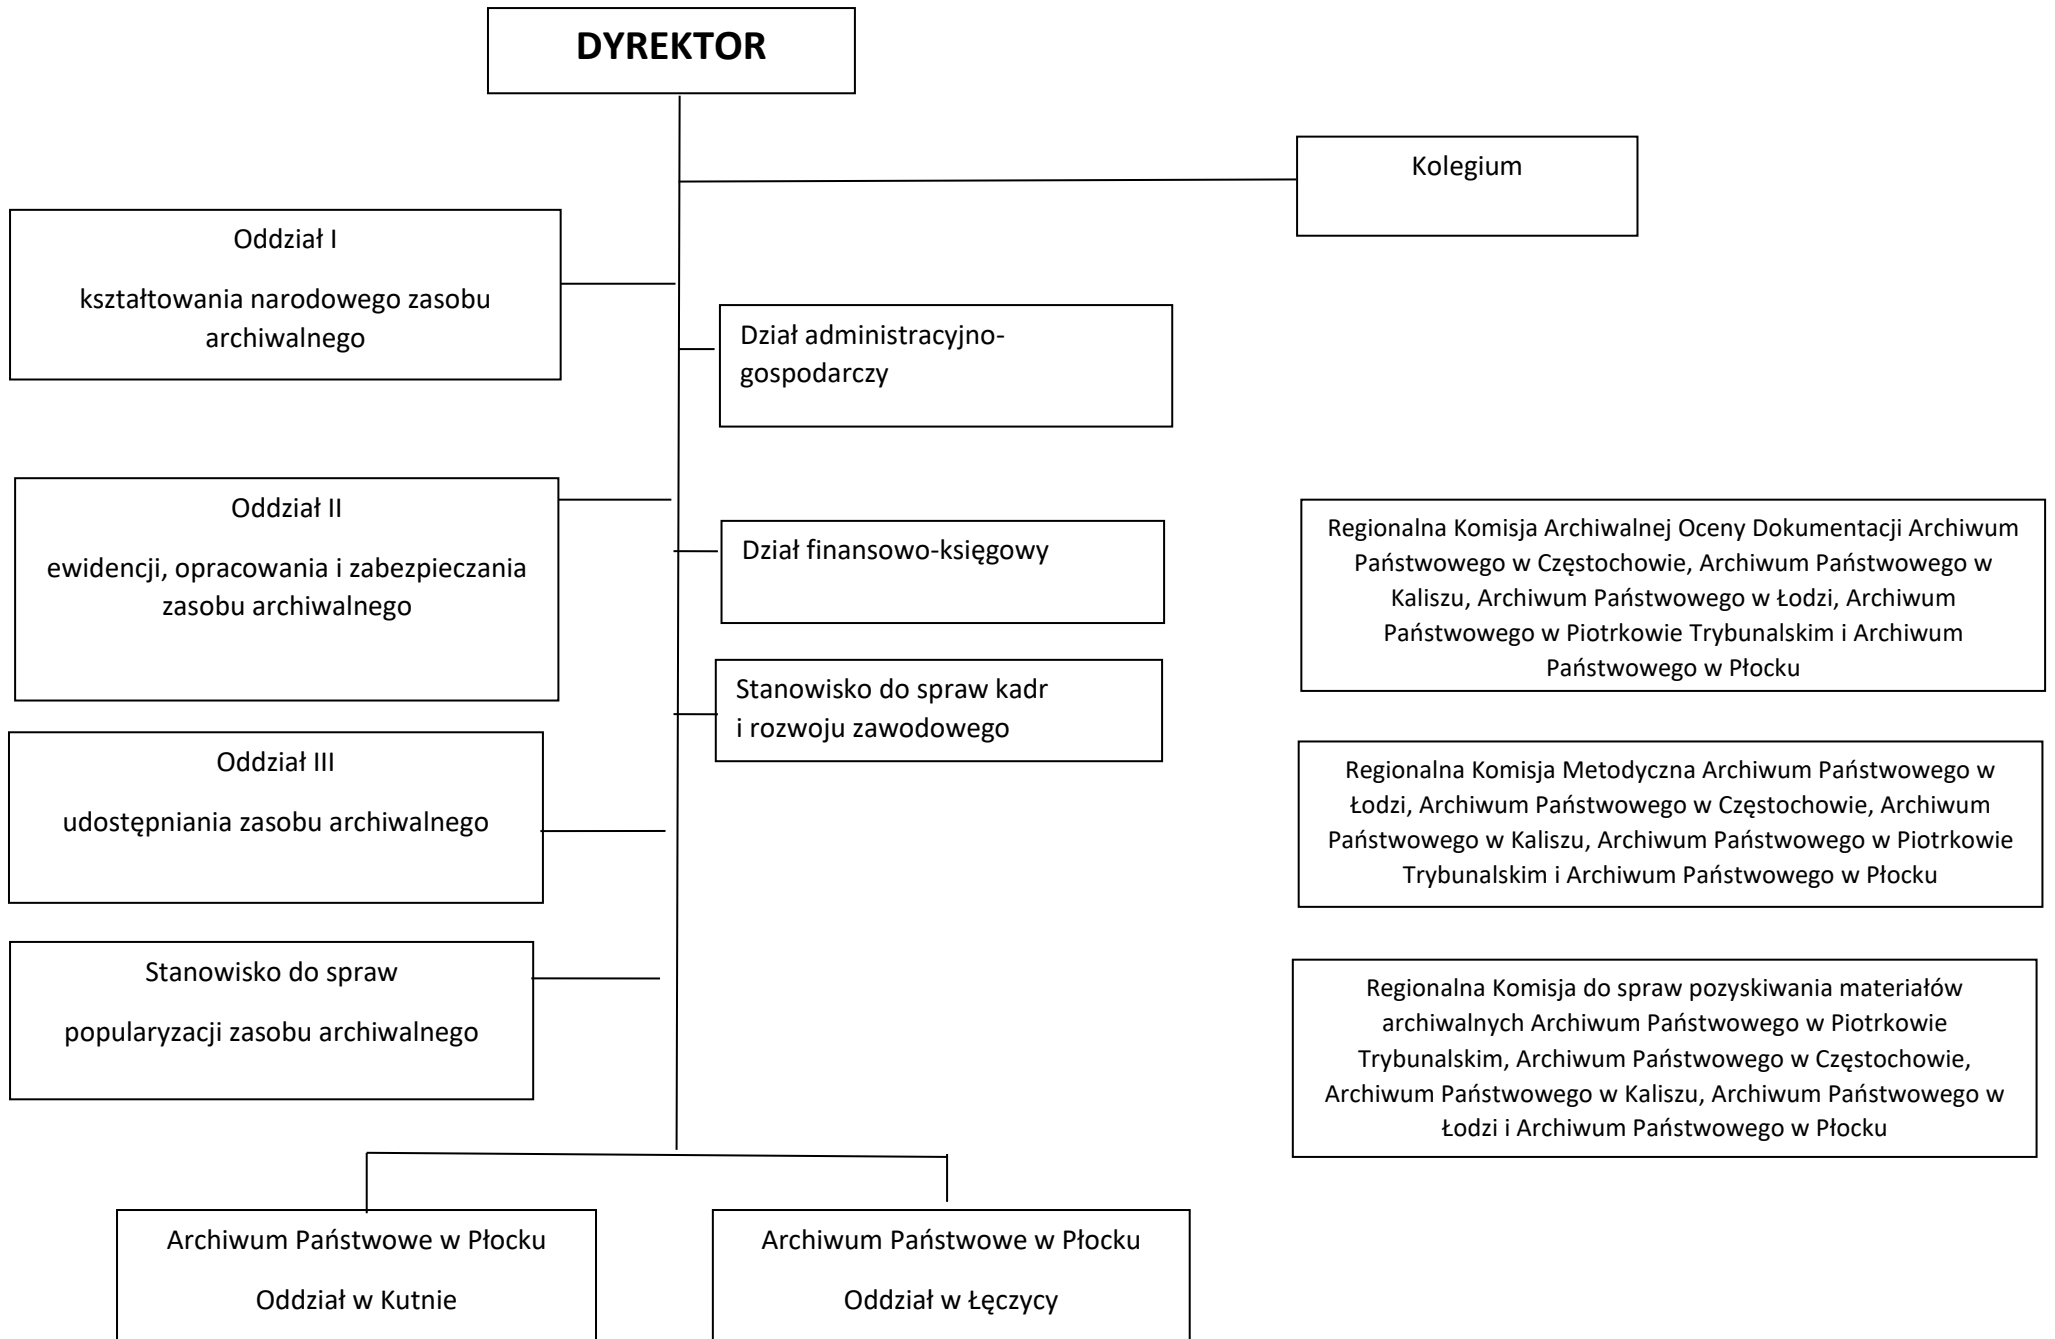 DYREKTOR
Kolegium
Oddział I
kształtowania narodowego zasobu
archiwalnego
Dział administracyjno-
gospodarczy
Oddział II
ewidencji, opracowania i zabezpieczania
zasobu archiwalnego
Dział finansowo-księgowy
Regionalna Komisja Archiwalnej Oceny Dokumentacji Archiwum
Państwowego w Częstochowie, Archiwum Państwowego w
Kaliszu, Archiwum Państwowego w Łodzi, Archiwum
Państwowego w Piotrkowie Trybunalskim i Archiwum
Państwowego w Płocku
Stanowisko do spraw kadr
i rozwoju zawodowego
Oddział III
udostępniania zasobu archiwalnego
Regionalna Komisja Metodyczna Archiwum Państwowego w
Łodzi, Archiwum Państwowego w Częstochowie, Archiwum
Państwowego w Kaliszu, Archiwum Państwowego w Piotrkowie
Trybunalskim i Archiwum Państwowego w Płocku
Stanowisko do spraw
popularyzacji zasobu archiwalnego
Regionalna Komisja do spraw pozyskiwania materiałów
archiwalnych Archiwum Państwowego w Piotrkowie
Trybunalskim, Archiwum Państwowego w Częstochowie,
Archiwum Państwowego w Kaliszu, Archiwum Państwowego w
Łodzi i Archiwum Państwowego w Płocku
Archiwum Państwowe w Płocku
Oddział w Kutnie
Archiwum Państwowe w Płocku
Oddział w Łęczycy